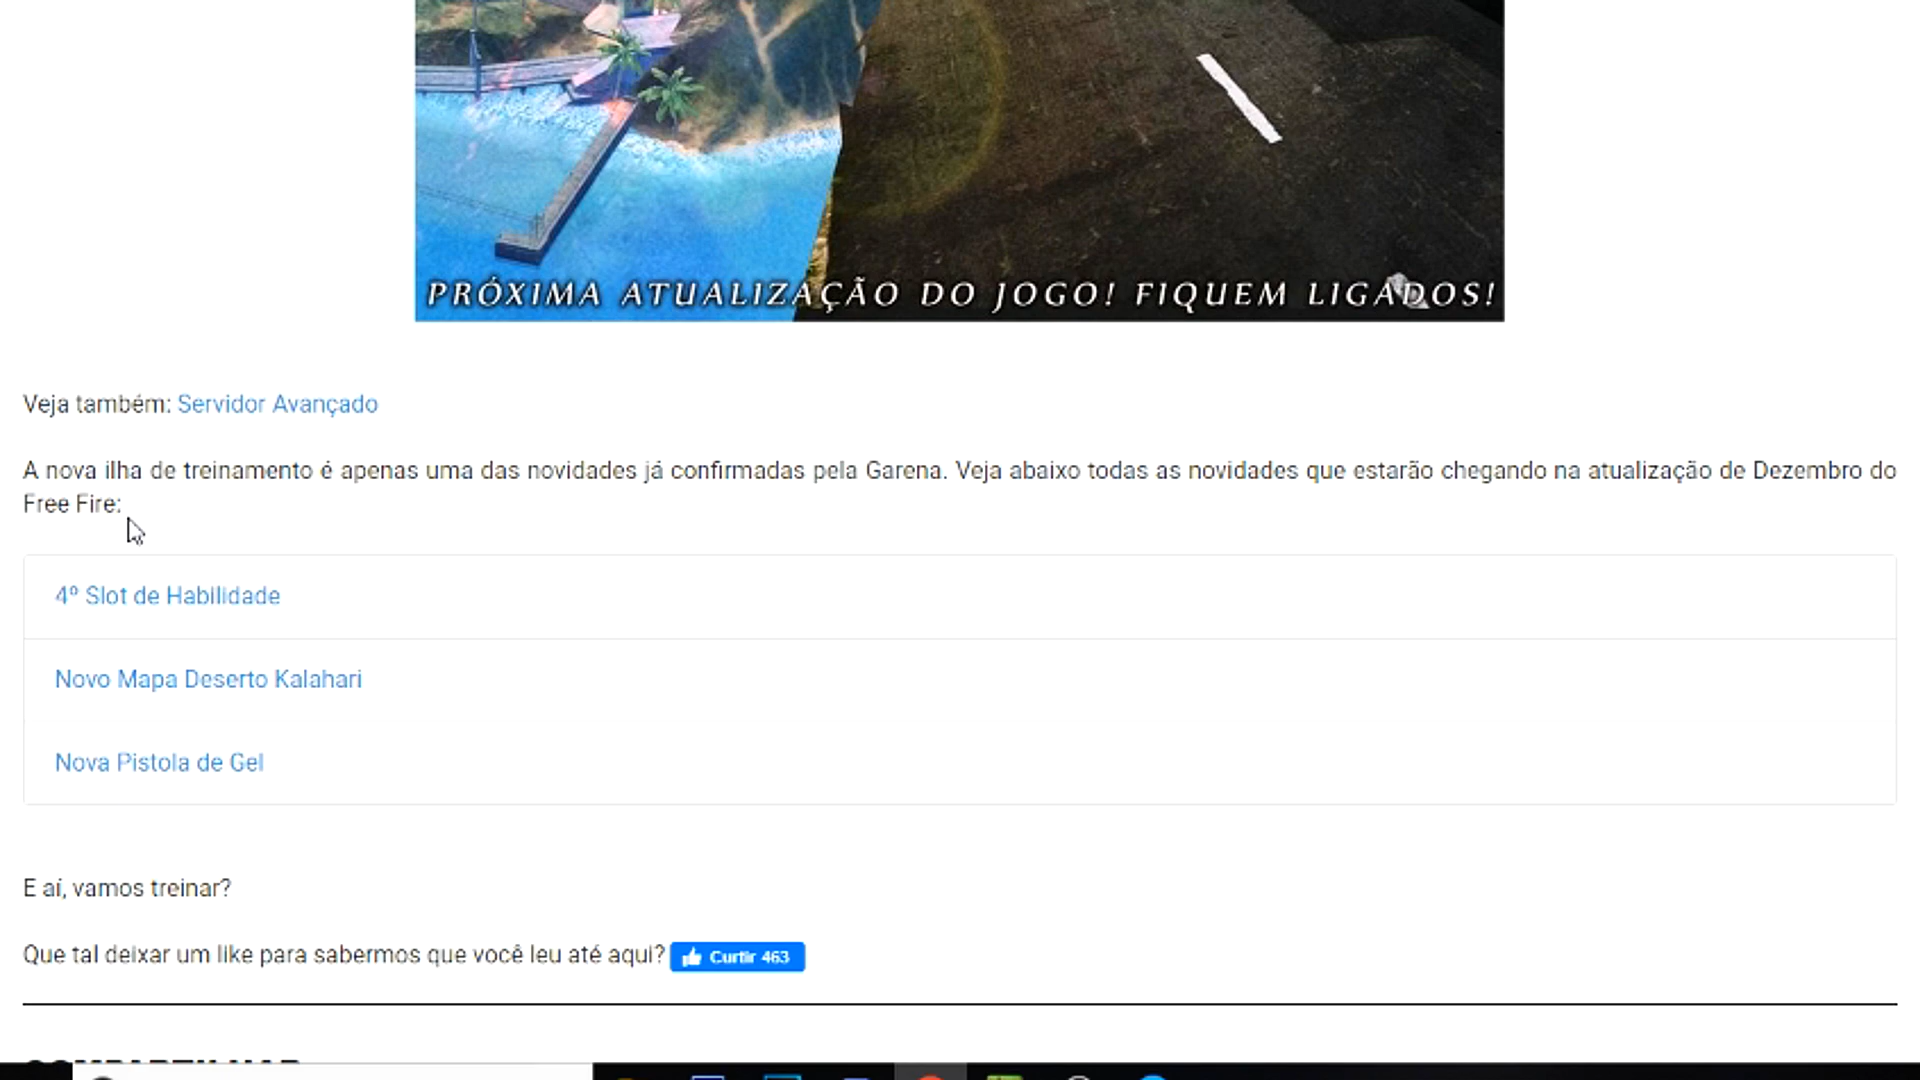 PRÓXIMA ATUALIZAÇÃO DO JOGO! FIQUEM LIGADOS!
Veja também: Servidor Avançado
A nova ilha de treinamento é apenas uma das novidades já confirmadas pela Garena. Veja abaixo todas as novidades que estarão chegando na atualização de Dezembro do
Free Fire:
4º Slot de Habilidade
Novo Mapa Deserto Kalahari
Nova Pistola de Gel
E aí, vamos treinar?
Que tal deixar um like para sabermos que você leu até aqui? Curtir 463